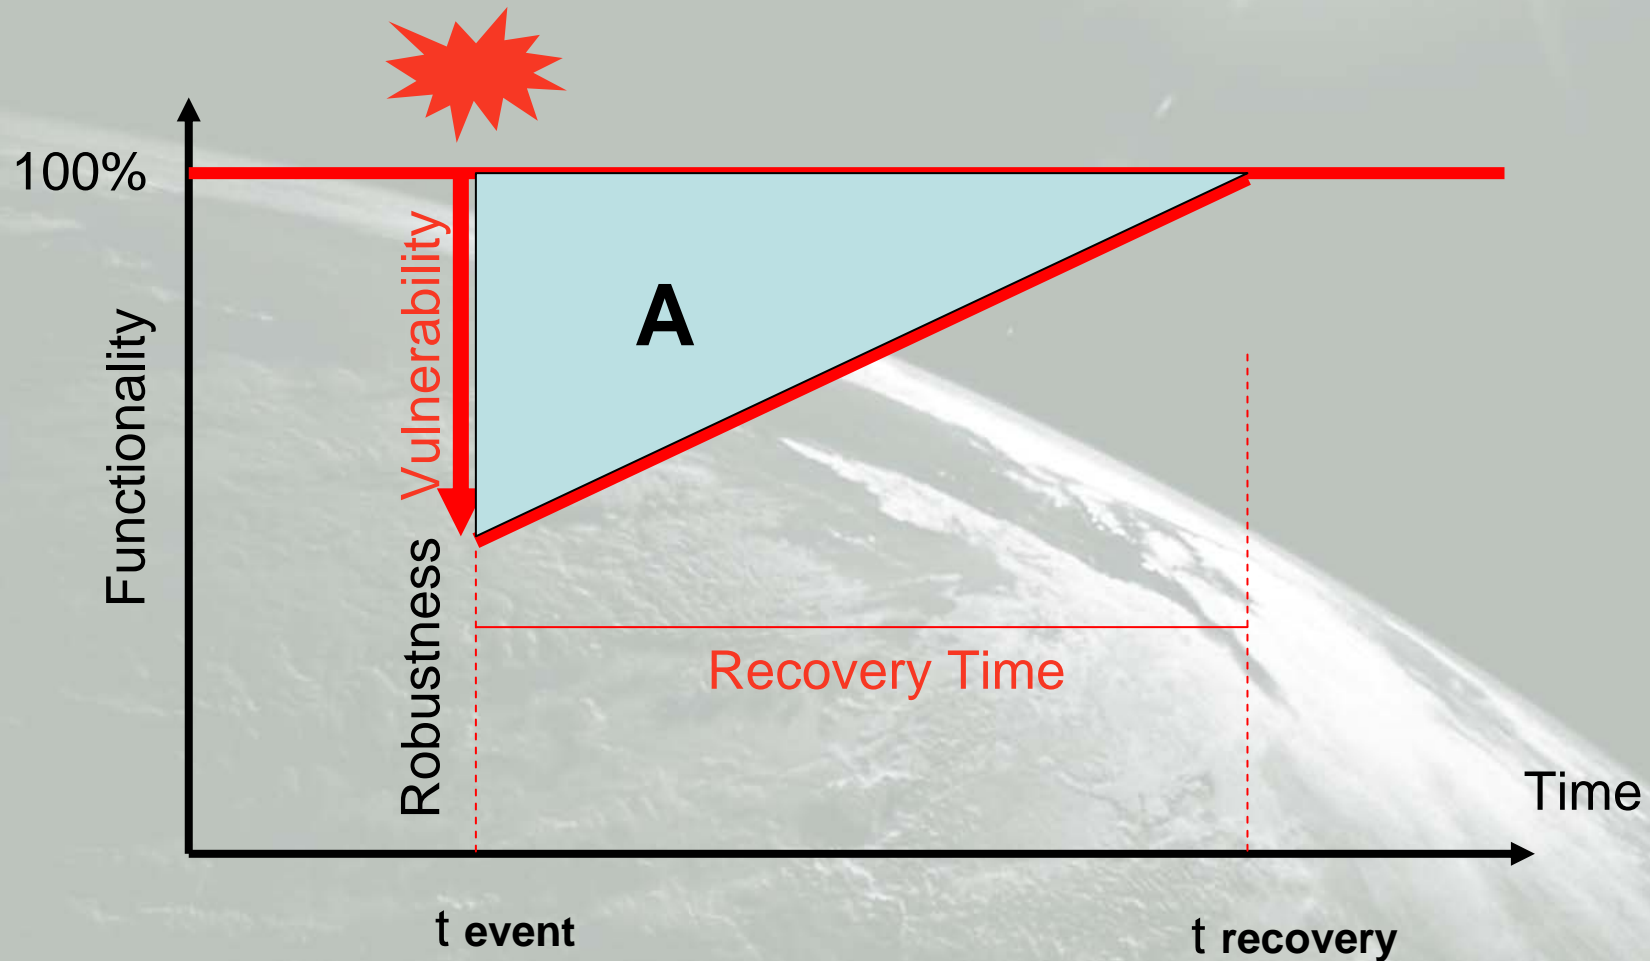 100%
Functionality
Vulnerability
Robustness
A
Recovery Time
Time
t event
t recovery